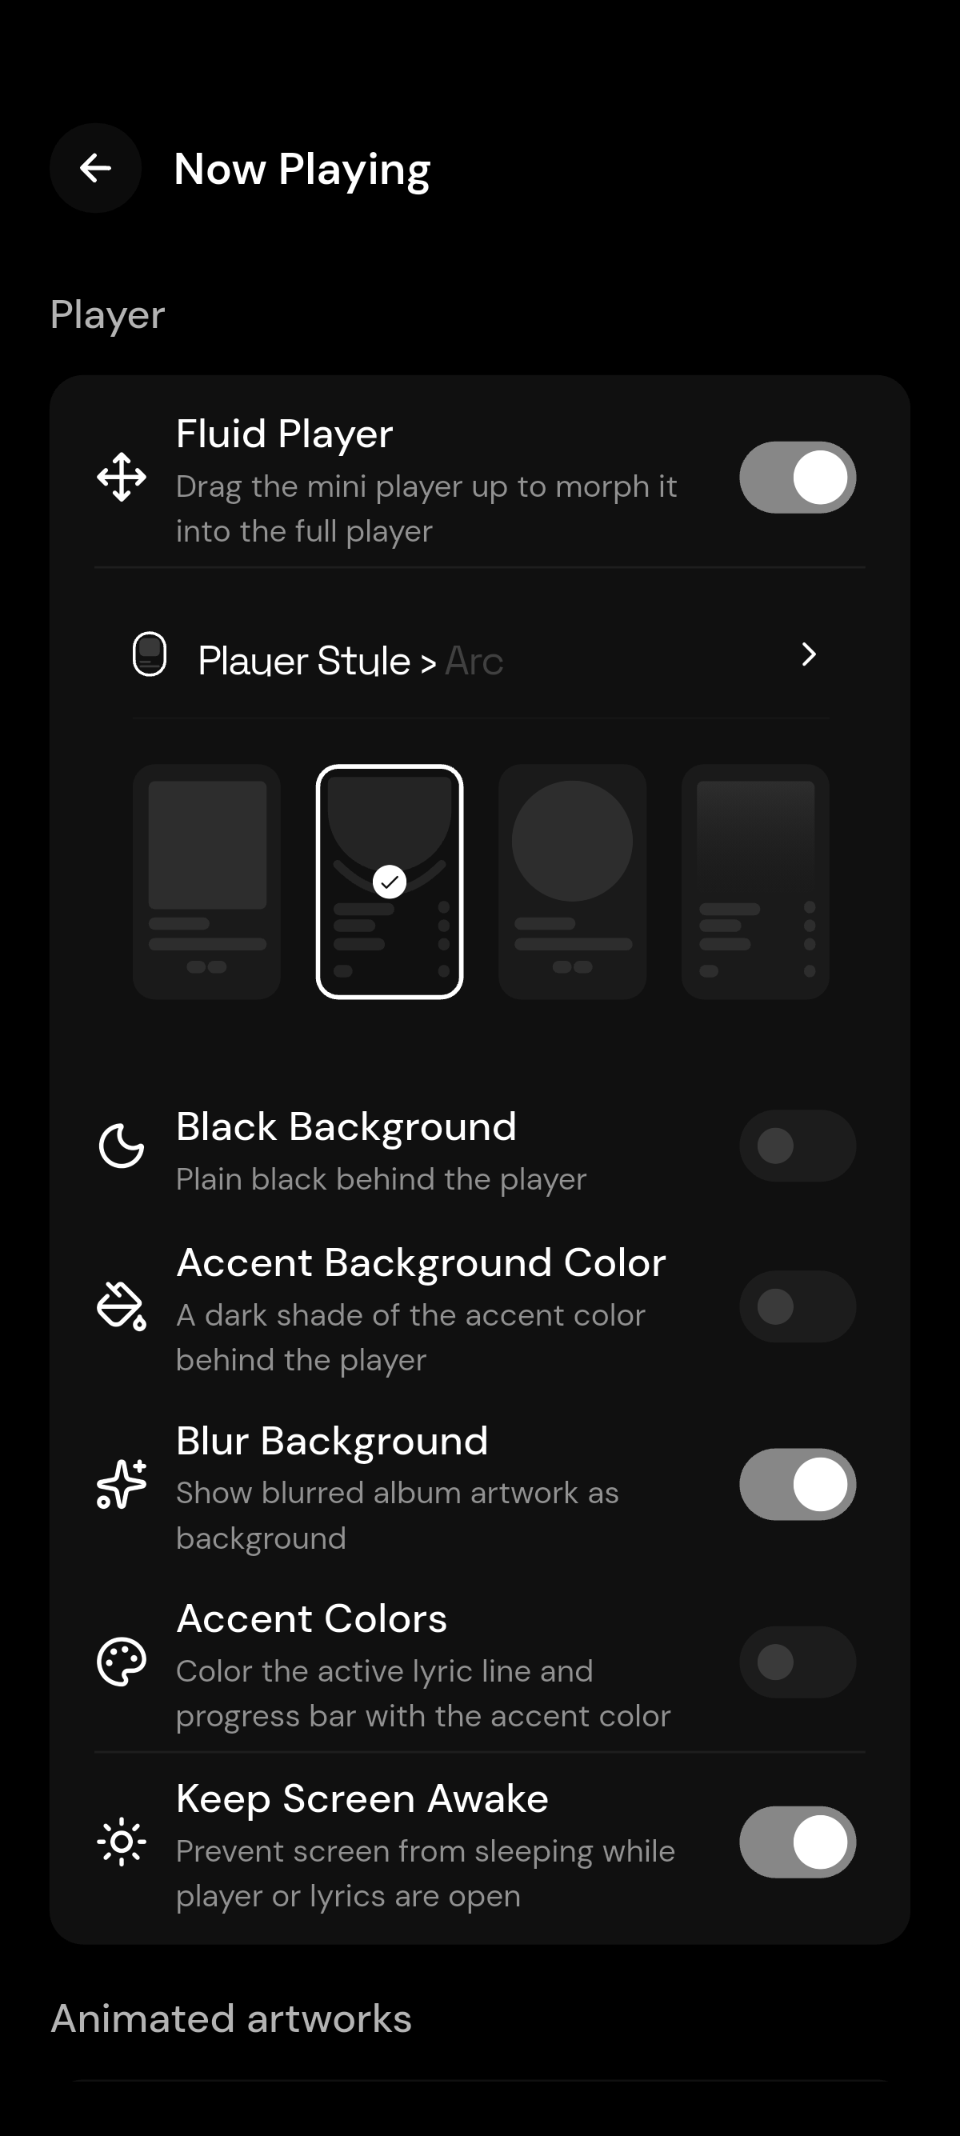 Now Playing
Player
Fluid Player
Drag the mini player up to morph it
into the full player
Player Style > Arc
Black Background
Plain black behind the player
Accent Background Color
A dark shade of the accent color
behind the player
Blur Background
Show blurred album artwork as
background
Accent Colors
Color the active lyric line and
progress bar with the accent color
Keep Screen Awake
Prevent screen from sleeping while
player or lyrics are open
Animated artworks